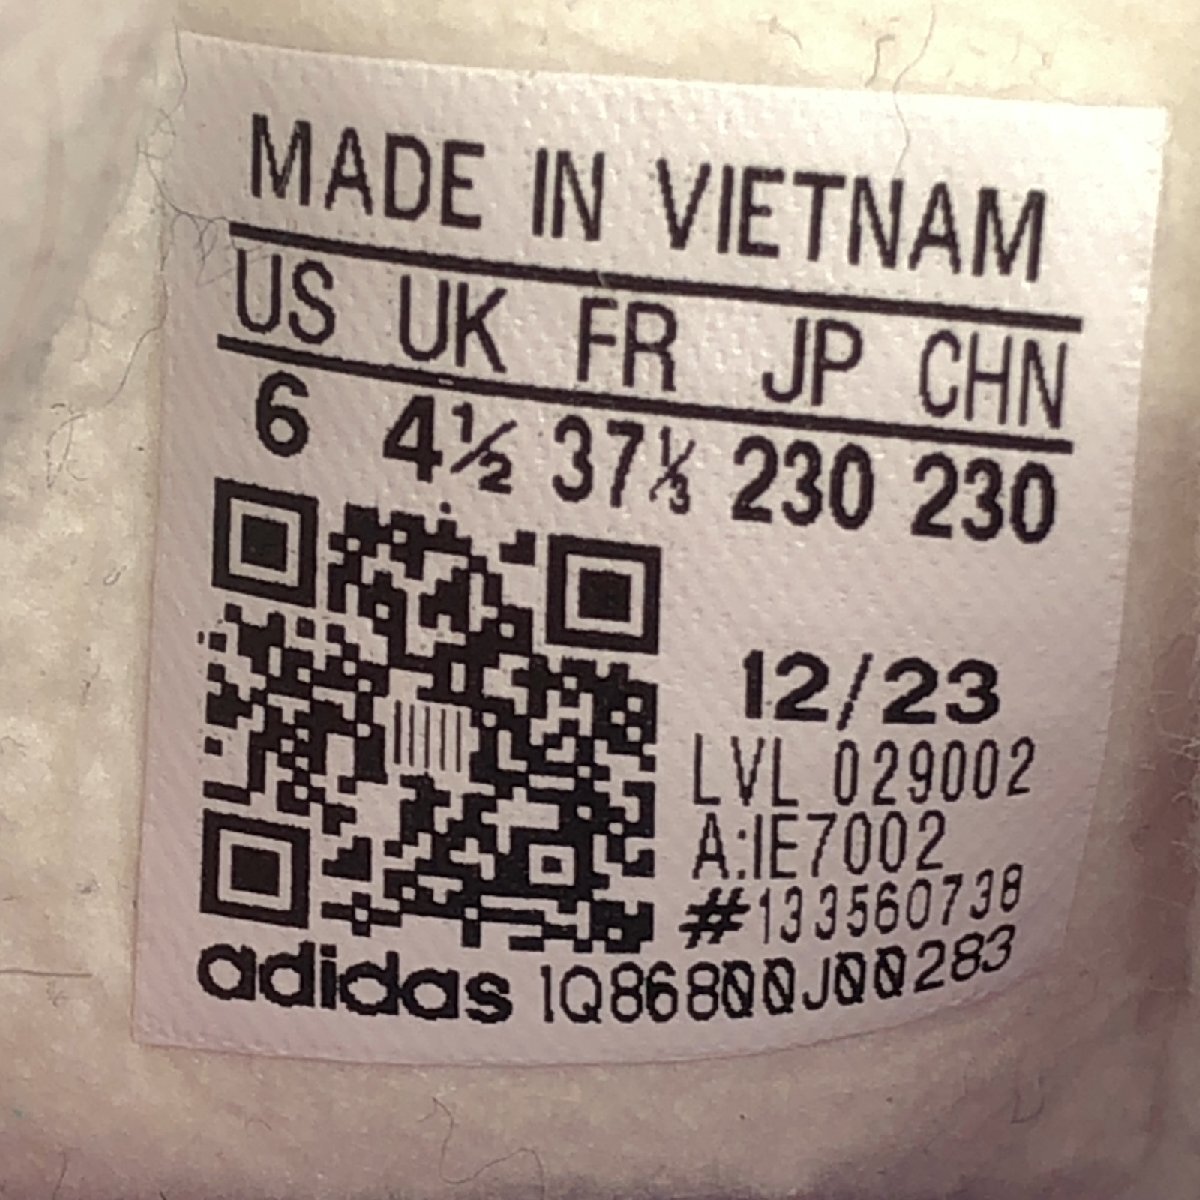 MADE IN VIETNAM
US UK FR JP CHN
6 4½ 37⅓ 230 230
12/23
LVL 029002
A:IE7002
#133560738
adidas 1Q86800J00283